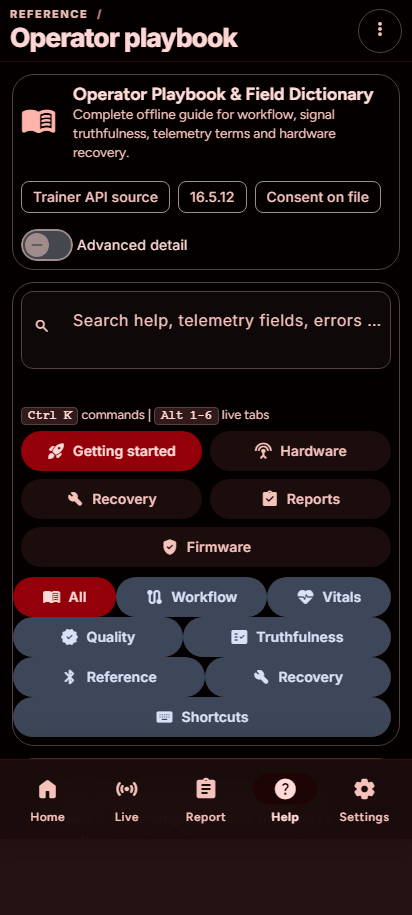 REFERENCE /
Operator playbook
Operator Playbook & Field Dictionary
Complete offline guide for workflow, signal
truthfulness, telemetry terms and hardware
recovery.
Trainer API source 16.5.12 Consent on file
Advanced detail
Search help, telemetry fields, errors ...
Ctrl K commands | Alt 1-6 live tabs
Getting started Hardware
Recovery Reports
Firmware
All Workflow Vitals
Quality Truthfulness
Reference Recovery
Shortcuts
Home Live Report Help Settings